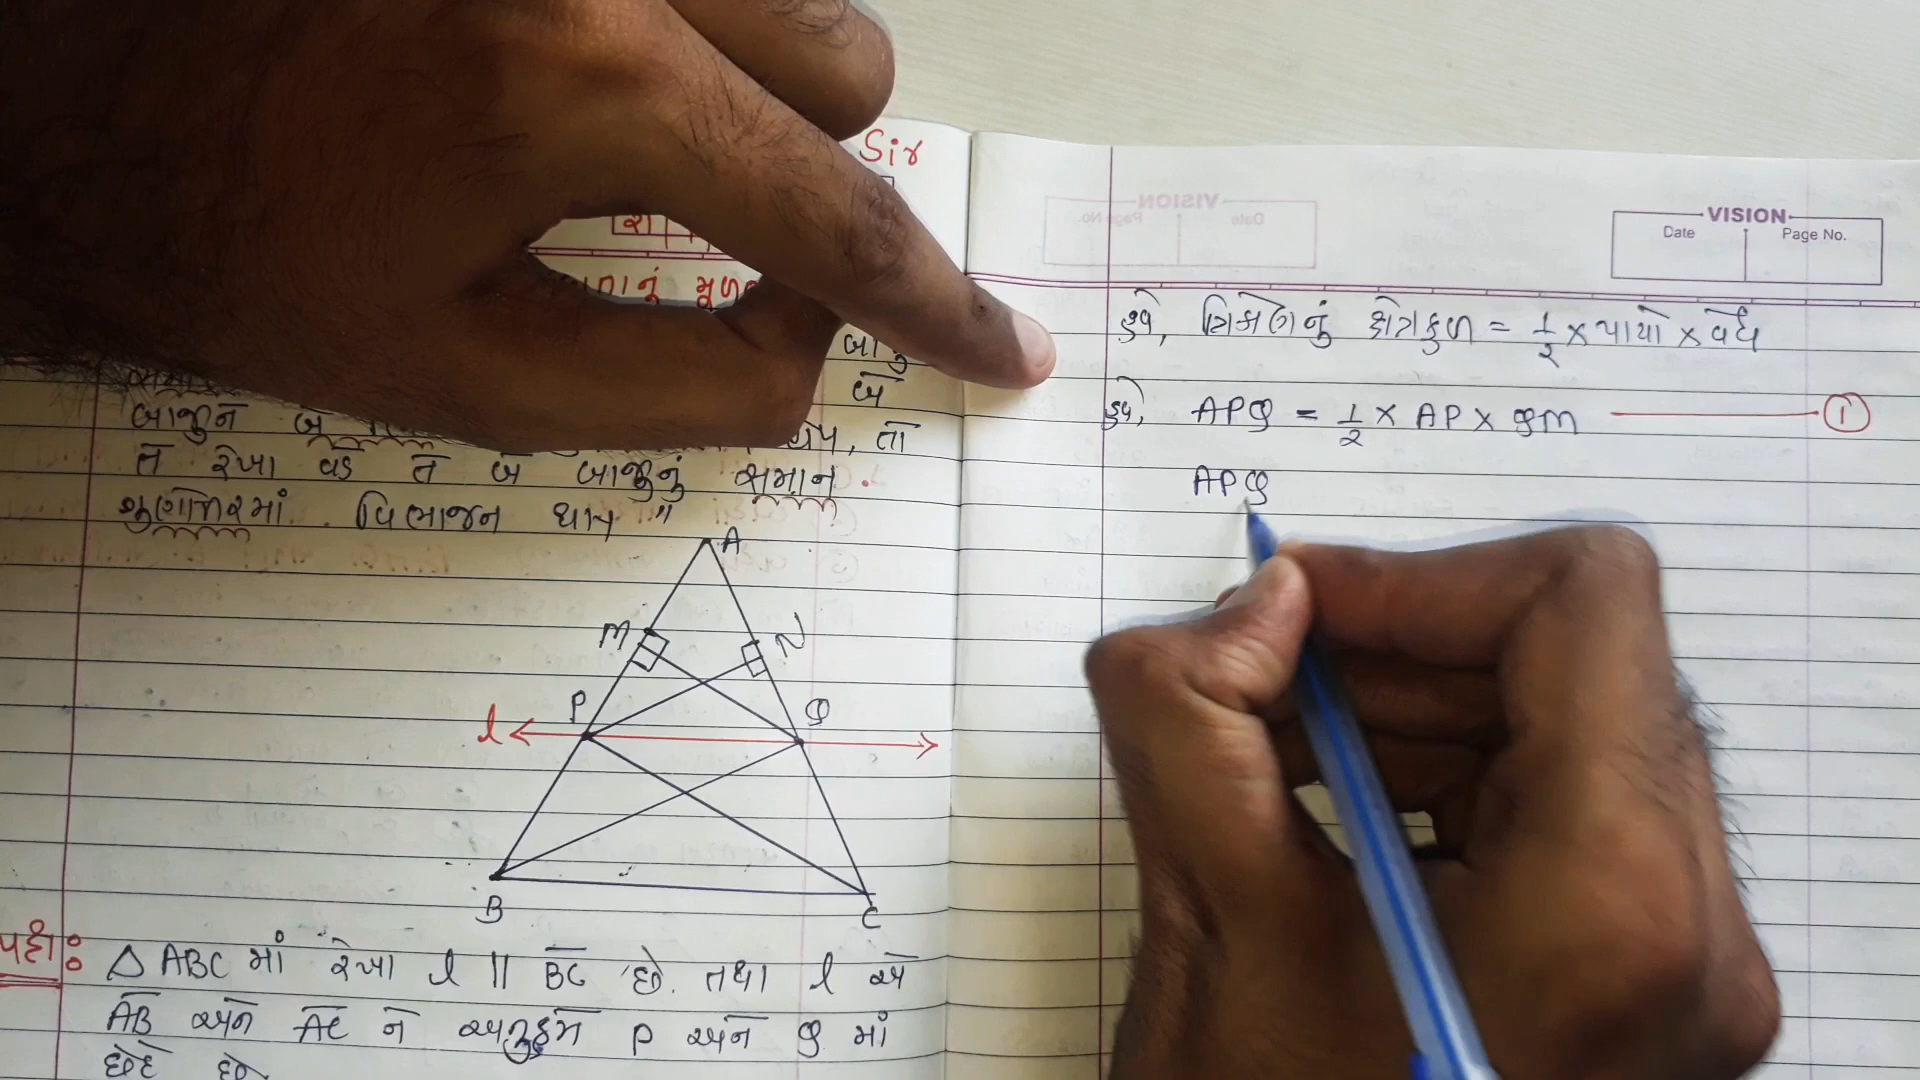 Sir
બાજુન બે
હોય, તો
તે રેખા વડે તે બે બાજુનું સમાન
ગુણોત્તરમાં વિભાજન થાય "
A
M
N
P
Q
l
B
C
પક્ષ :
△ ABC માં રેખા l || BC છે. તથા l એ
AB અને AC ને અનુક્રમે P અને Q માં
છેદે છે
VISION
Date
Page No.
હવે, ત્રિકોણનું ક્ષેત્રફળ = 1/2 × પાયો × વેધ
હવે, APQ = 1/2 × AP × QM ——— ①
APQ